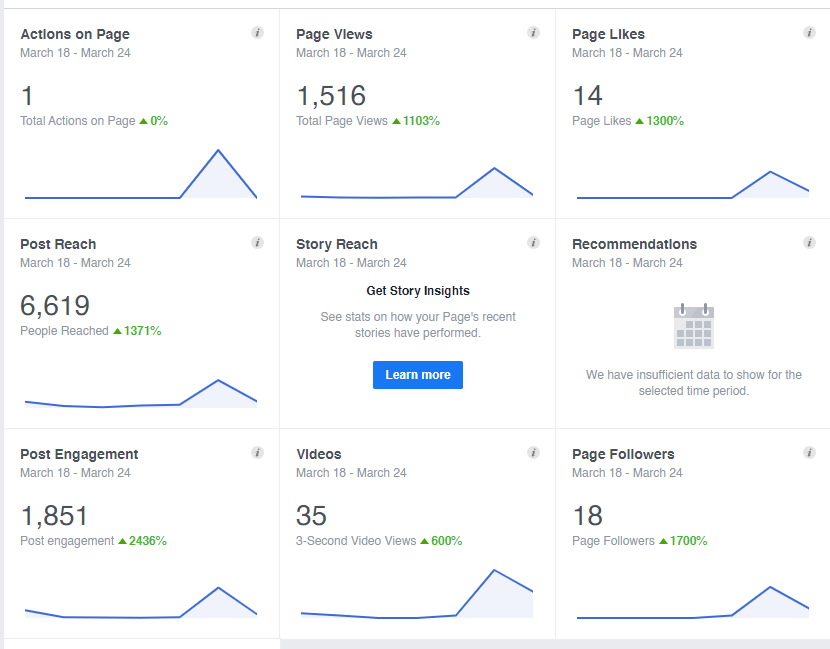 Actions on Page
March 18 - March 24
1
Total Actions on Page ▲ 0%
Page Views
March 18 - March 24
1,516
Total Page Views ▲ 1103%
Page Likes
March 18 - March 24
14
Page Likes ▲ 1300%
Post Reach
March 18 - March 24
6,619
People Reached ▲ 1371%
Story Reach
March 18 - March 24
Get Story Insights
See stats on how your Page's recent
stories have performed.
Learn more
Recommendations
March 18 - March 24
We have insufficient data to show for the
selected time period.
Post Engagement
March 18 - March 24
1,851
Post engagement ▲ 2436%
Videos
March 18 - March 24
35
3-Second Video Views ▲ 600%
Page Followers
March 18 - March 24
18
Page Followers ▲ 1700%